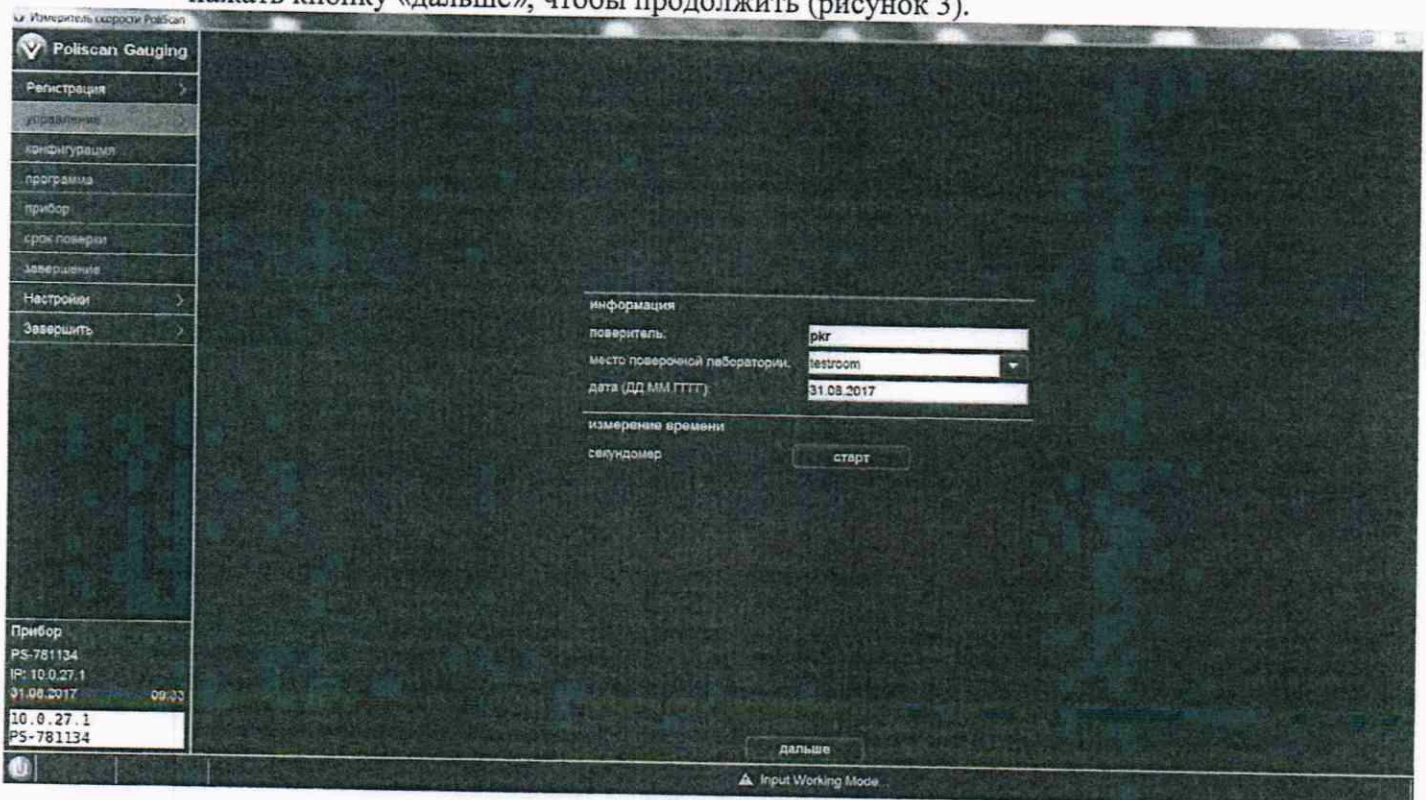 нажать кнопку «дальше», чтобы продолжить (рисунок 3).
Измеритель скорости PoliScan
Poliscan Gauging
Регистрация
управление
конфигурация
программа
прибор
срок поверки
завершение
Настройки
Завершить
информация
поверитель: pkr
место поверочной лаборатории: testroom
дата (ДД.ММ.ГГГГ): 31.08.2017
измерение времени
секундомер старт
Прибор
PS-781134
IP: 10.0.27.1
31.08.2017 09:33
10.0.27.1
PS-781134
дальше
Input Working Mode...